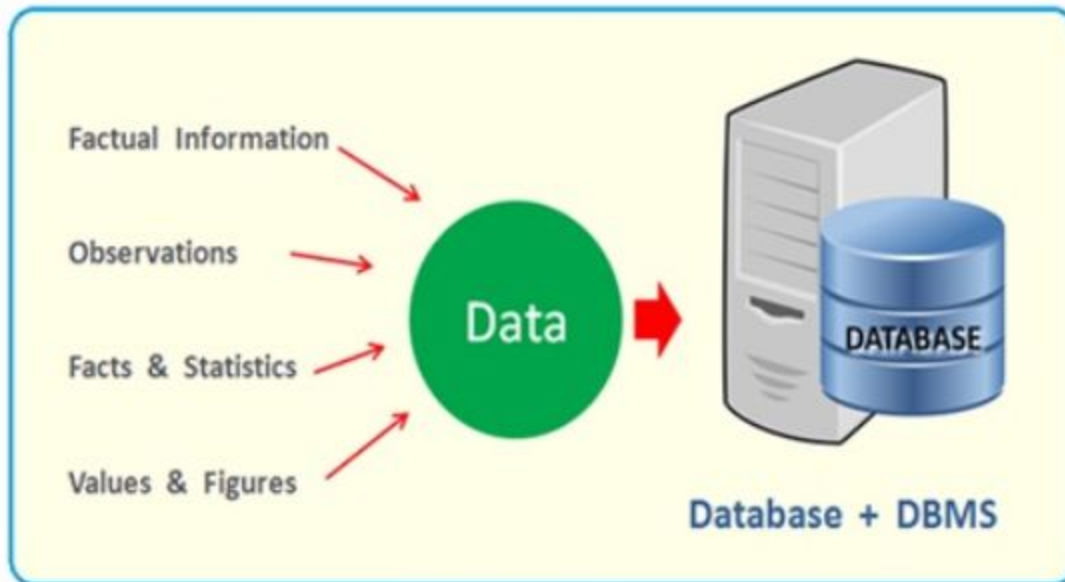 Factual Information
Observations
Facts & Statistics
Values & Figures
Data
DATABASE
Database + DBMS